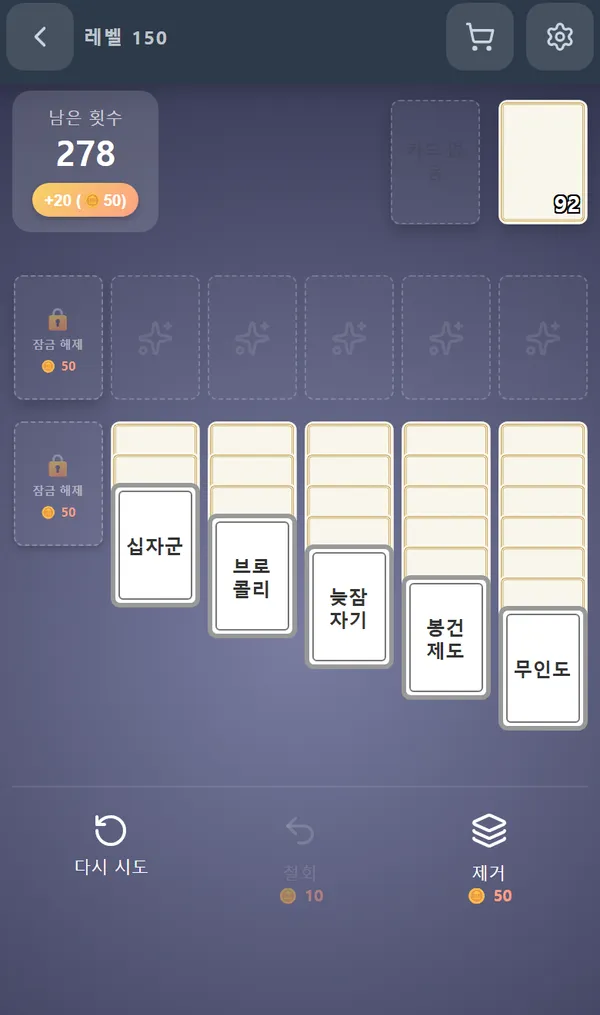 레벨 150
남은 횟수
278
+20 ( 50)
92
잠금 해제
50
잠금 해제
50
십자군
브로
콜리
늦잠
자기
봉건
제도
무인도
다시 시도
철회
10
제거
50